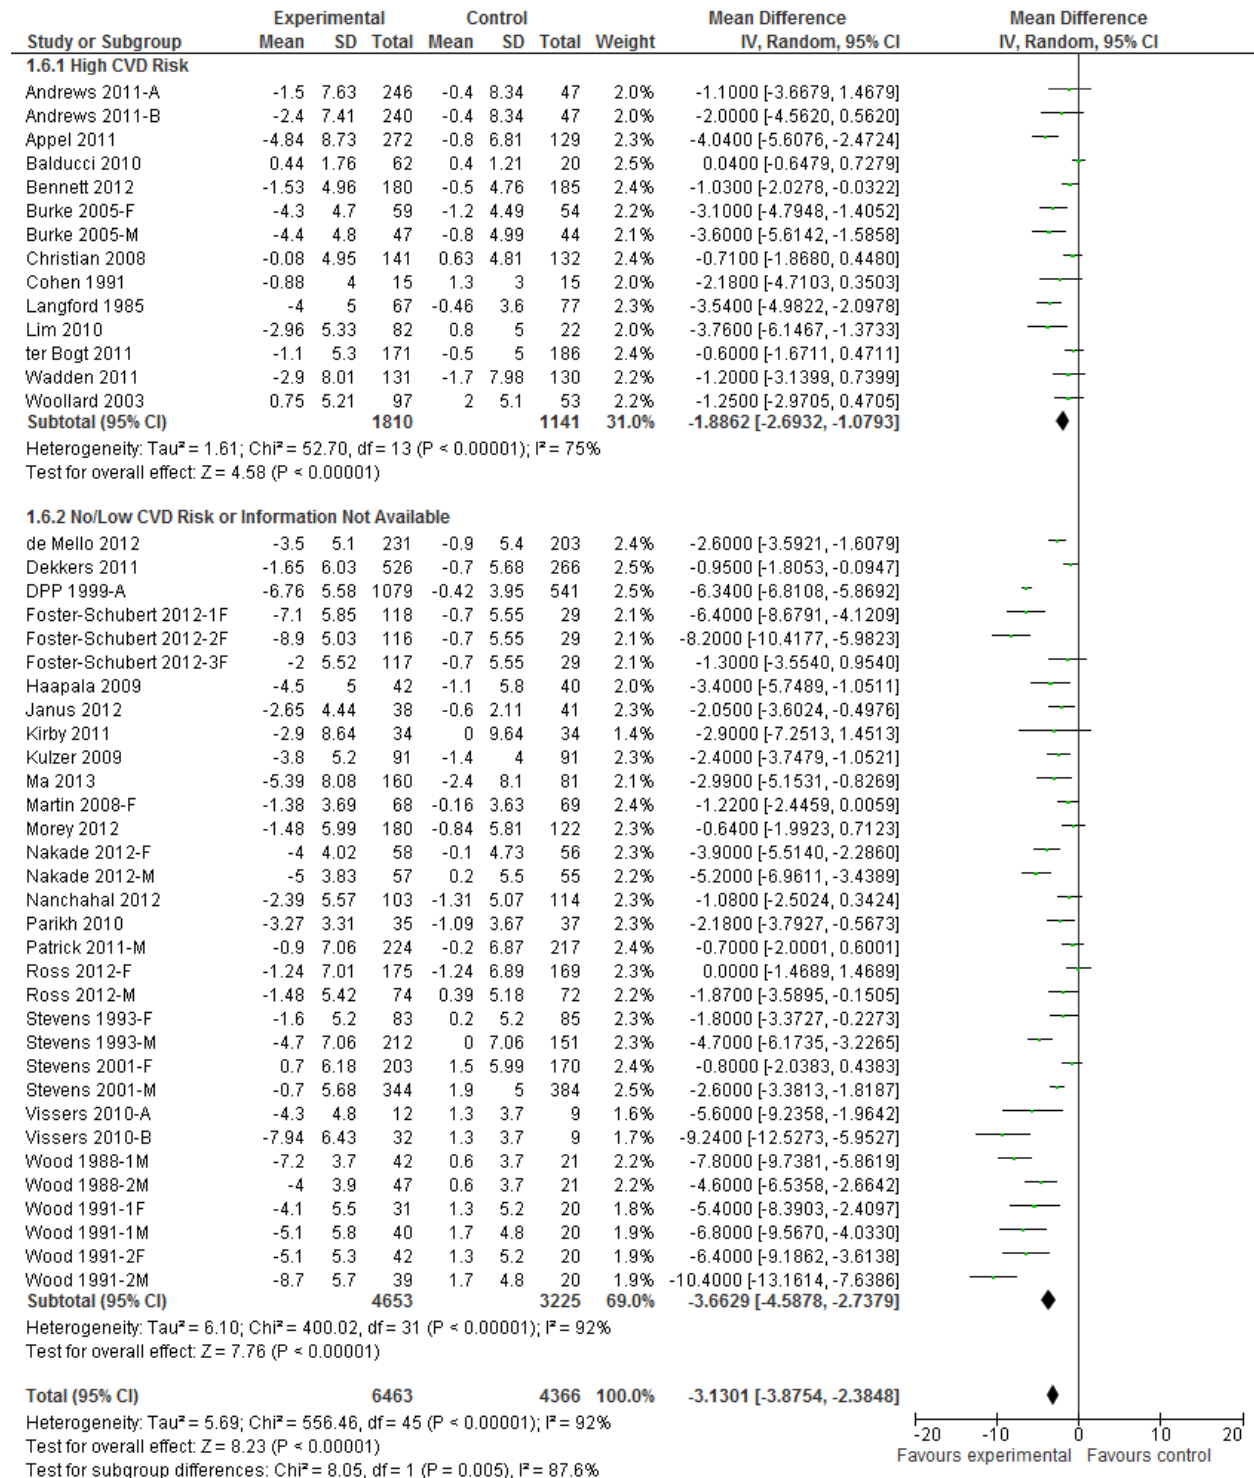 Experimental Control Mean Difference Mean Difference
Study or Subgroup Mean SD Total Mean SD Total Weight IV, Random, 95% CI IV, Random, 95% CI
1.6.1 High CVD Risk
Andrews 2011-A -1.5 7.63 246 -0.4 8.34 47 2.0% -1.1000 [-3.6679, 1.4679]
Andrews 2011-B -2.4 7.41 240 -0.4 8.34 47 2.0% -2.0000 [-4.5620, 0.5620]
Appel 2011 -4.84 8.73 272 -0.8 6.81 129 2.3% -4.0400 [-5.6076, -2.4724]
Balducci 2010 0.44 1.76 62 0.4 1.21 20 2.5% 0.0400 [-0.6479, 0.7279]
Bennett 2012 -1.53 4.96 180 -0.5 4.76 185 2.4% -1.0300 [-2.0278, -0.0322]
Burke 2005-F -4.3 4.7 59 -1.2 4.49 54 2.2% -3.1000 [-4.7948, -1.4052]
Burke 2005-M -4.4 4.8 47 -0.8 4.99 44 2.1% -3.6000 [-5.6142, -1.5858]
Christian 2008 -0.08 4.95 141 0.63 4.81 132 2.4% -0.7100 [-1.8680, 0.4480]
Cohen 1991 -0.88 4 15 1.3 3 15 2.0% -2.1800 [-4.7103, 0.3503]
Langford 1985 -4 5 67 -0.46 3.6 77 2.3% -3.5400 [-4.9822, -2.0978]
Lim 2010 -2.96 5.33 82 0.8 5 22 2.0% -3.7600 [-6.1467, -1.3733]
ter Bogt 2011 -1.1 5.3 171 -0.5 5 186 2.4% -0.6000 [-1.6711, 0.4711]
Wadden 2011 -2.9 8.01 131 -1.7 7.98 130 2.2% -1.2000 [-3.1399, 0.7399]
Woollard 2003 0.75 5.21 97 2 5.1 53 2.2% -1.2500 [-2.9705, 0.4705]
Subtotal (95% CI) 1810 1141 31.0% -1.8862 [-2.6932, -1.0793]
Heterogeneity: Tau² = 1.61; Chi² = 52.70, df = 13 (P < 0.00001); I² = 75%
Test for overall effect: Z = 4.58 (P < 0.00001)
1.6.2 No/Low CVD Risk or Information Not Available
de Mello 2012 -3.5 5.1 231 -0.9 5.4 203 2.4% -2.6000 [-3.5921, -1.6079]
Dekkers 2011 -1.65 6.03 526 -0.7 5.68 266 2.5% -0.9500 [-1.8053, -0.0947]
DPP 1999-A -6.76 5.58 1079 -0.42 3.95 541 2.5% -6.3400 [-6.8108, -5.8692]
Foster-Schubert 2012-1F -7.1 5.85 118 -0.7 5.55 29 2.1% -6.4000 [-8.6791, -4.1209]
Foster-Schubert 2012-2F -8.9 5.03 116 -0.7 5.55 29 2.1% -8.2000 [-10.4177, -5.9823]
Foster-Schubert 2012-3F -2 5.52 117 -0.7 5.55 29 2.1% -1.3000 [-3.5540, 0.9540]
Haapala 2009 -4.5 5 42 -1.1 5.8 40 2.0% -3.4000 [-5.7489, -1.0511]
Janus 2012 -2.65 4.44 38 -0.6 2.11 41 2.3% -2.0500 [-3.6024, -0.4976]
Kirby 2011 -2.9 8.64 34 0 9.64 34 1.4% -2.9000 [-7.2513, 1.4513]
Kulzer 2009 -3.8 5.2 91 -1.4 4 91 2.4% -2.4000 [-3.7479, -1.0521]
Ma 2013 -5.39 8.08 160 -2.4 8.1 81 2.1% -2.9900 [-5.1531, -0.8269]
Martin 2008-F -1.38 3.69 68 -0.16 3.63 69 2.4% -1.2200 [-2.4459, 0.0059]
Morey 2012 -1.48 5.99 180 -0.84 5.81 122 2.3% -0.6400 [-1.9923, 0.7123]
Nakade 2012-F -4 4.02 58 -0.1 4.73 56 2.3% -3.9000 [-5.5140, -2.2860]
Nakade 2012-M -5 3.83 57 0.2 5.5 55 2.2% -5.2000 [-6.9611, -3.4389]
Nanchahal 2012 -2.39 5.57 103 -1.31 5.07 114 2.4% -1.0800 [-2.5024, 0.3424]
Parikh 2010 -3.27 3.31 35 -1.09 3.67 37 2.3% -2.1800 [-3.7927, -0.5673]
Patrick 2011-M -0.9 7.06 224 -0.2 6.87 217 2.4% -0.7000 [-2.0001, 0.6001]
Ross 2012-F -1.24 7.01 175 -1.24 6.89 169 2.3% 0.0000 [-1.4689, 1.4689]
Ross 2012-M -1.48 5.42 74 0.39 5.18 72 2.2% -1.8700 [-3.5895, -0.1505]
Stevens 1993-F -1.6 5.2 83 0.2 5.2 85 2.3% -1.8000 [-3.3727, -0.2273]
Stevens 1993-M -4.7 7.06 212 0 7.06 151 2.3% -4.7000 [-6.1735, -3.2265]
Stevens 2001-F 0.7 6.18 203 1.5 5.99 170 2.4% -0.8000 [-2.0383, 0.4383]
Stevens 2001-M -0.7 5.68 344 1.9 5 384 2.5% -2.6000 [-3.3813, -1.8187]
Vissers 2010-A -4.3 4.8 12 1.3 3.7 9 1.6% -5.6000 [-9.2358, -1.9642]
Vissers 2010-B -7.94 6.43 32 1.3 3.7 9 1.7% -9.2400 [-12.5273, -5.9527]
Wood 1988-1M -7.2 3.7 42 0.6 3.7 21 2.2% -7.8000 [-9.7381, -5.8619]
Wood 1988-2M -4 3.9 47 0.6 3.7 21 2.2% -4.6000 [-6.5358, -2.6642]
Wood 1991-1F -4.1 5.5 31 1.3 5.2 20 1.8% -5.4000 [-8.3903, -2.4097]
Wood 1991-1M -5.1 5.8 40 1.7 4.8 20 1.9% -6.8000 [-9.5670, -4.0330]
Wood 1991-2F -5.1 5.3 42 1.3 5.2 20 1.9% -6.4000 [-9.1862, -3.6138]
Wood 1991-2M -8.7 5.7 39 1.7 4.8 20 1.9% -10.4000 [-13.1614, -7.6386]
Subtotal (95% CI) 4653 3225 69.0% -3.6629 [-4.5878, -2.7379]
Heterogeneity: Tau² = 6.10; Chi² = 400.02, df = 31 (P < 0.00001); I² = 92%
Test for overall effect: Z = 7.76 (P < 0.00001)
Total (95% CI) 6463 4366 100.0% -3.1301 [-3.8754, -2.3848]
Heterogeneity: Tau² = 5.69; Chi² = 556.46, df = 45 (P < 0.00001); I² = 92%
Test for overall effect: Z = 8.23 (P < 0.00001)
Test for subgroup differences: Chi² = 8.05, df = 1 (P = 0.005), I² = 87.6%
-20 -10 0 10 20
Favours experimental Favours control